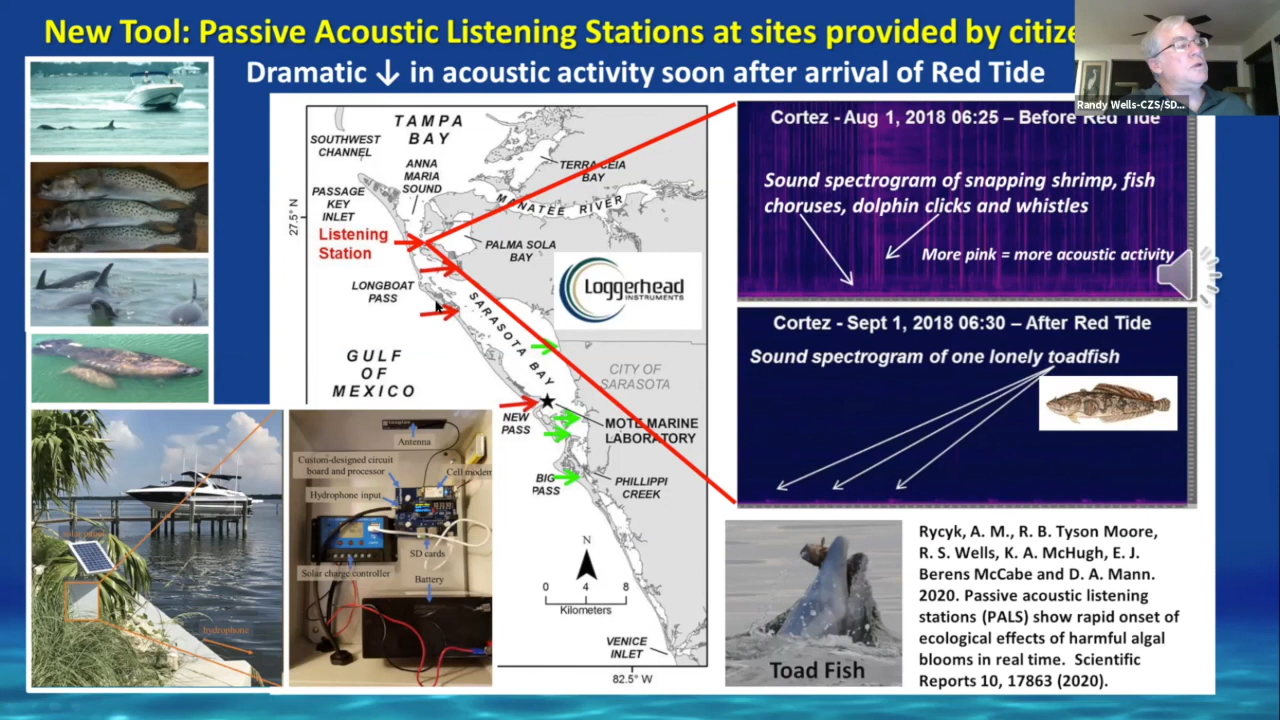 New Tool: Passive Acoustic Listening Stations at sites provided by citize
Dramatic ↓ in acoustic activity soon after arrival of Red Tide
Randy Wells-CZS/SD...
TAMPA
BAY
SOUTHWEST
CHANNEL
ANNA
MARIA
SOUND
TERRA CEIA
BAY
PASSAGE
KEY
INLET
MANATEE RIVER
27.5° N
Listening
Station
PALMA SOLA
BAY
LONGBOAT
PASS
SARASOTA BAY
Loggerhead
INSTRUMENTS
GULF
OF
MEXICO
CITY OF
SARASOTA
NEW
PASS
MOTE MARINE
LABORATORY
BIG
PASS
PHILLIPPI
CREEK
N
0 4 8
Kilometers
VENICE
INLET
82.5° W
Cortez - Aug 1, 2018 06:25 – Before Red Tide
Sound spectrogram of snapping shrimp, fish
choruses, dolphin clicks and whistles
More pink = more acoustic activity
Cortez - Sept 1, 2018 06:30 – After Red Tide
Sound spectrogram of one lonely toadfish
solar panel
hydrophone
Antenna
Custom-designed circuit
board and processor
Cell modem
Hydrophone input
SD cards
Solar charge controller
Battery
Toad Fish
Rycyk, A. M., R. B. Tyson Moore,
R. S. Wells, K. A. McHugh, E. J.
Berens McCabe and D. A. Mann.
2020. Passive acoustic listening
stations (PALS) show rapid onset of
ecological effects of harmful algal
blooms in real time. Scientific
Reports 10, 17863 (2020).